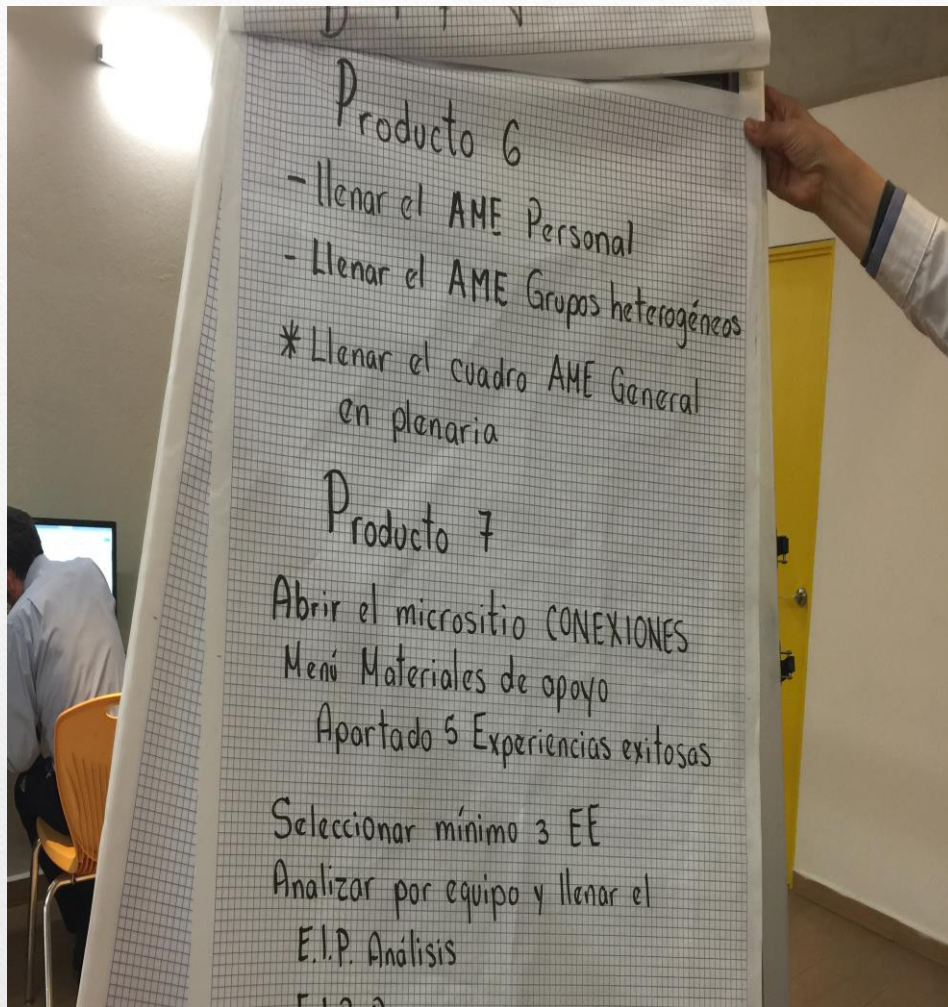 Producto 6
- llenar el AME Personal
- Llenar el AME Grupos heterogéneos
* Llenar el cuadro AME General
en plenaria
Producto 7
Abrir el micrositio CONEXIONES
Menú Materiales de apoyo
Apartado 5 Experiencias exitosas
Seleccionar mínimo 3 EE
Analizar por equipo y llenar el
E.I.P. Análisis